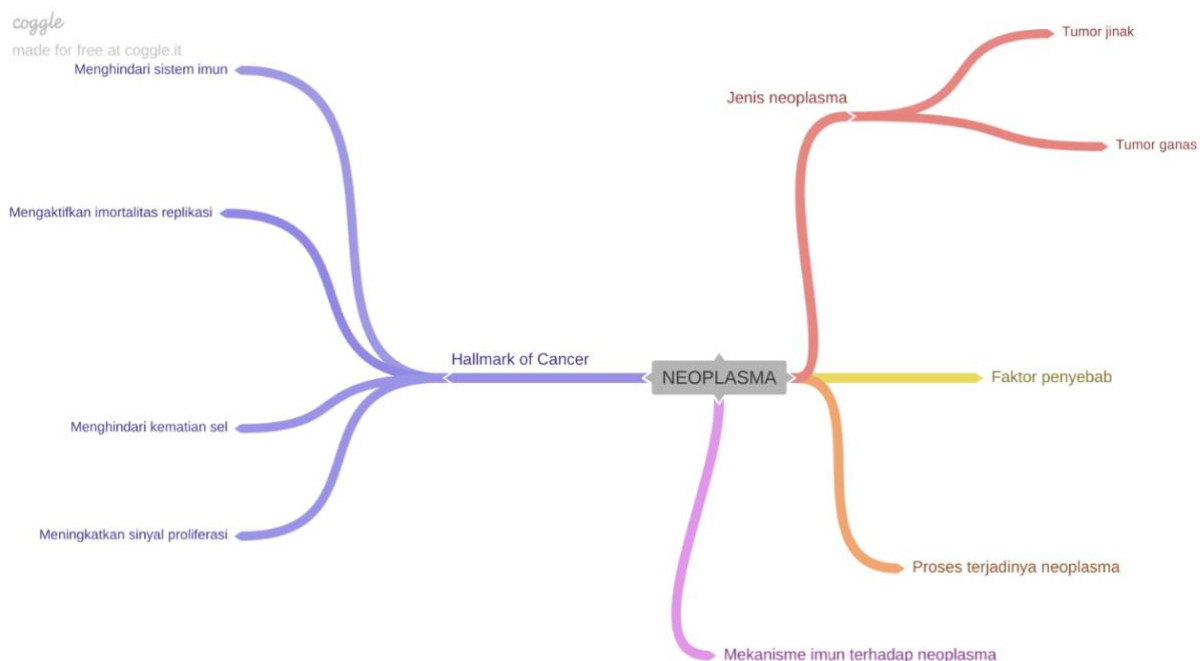 coggle
made for free at coggle.it
Menghindari sistem imun
Mengaktifkan imortalitas replikasi
Menghindari kematian sel
Meningkatkan sinyal proliferasi
Hallmark of Cancer
NEOPLASMA
Jenis neoplasma
Tumor jinak
Tumor ganas
Faktor penyebab
Proses terjadinya neoplasma
Mekanisme imun terhadap neoplasma